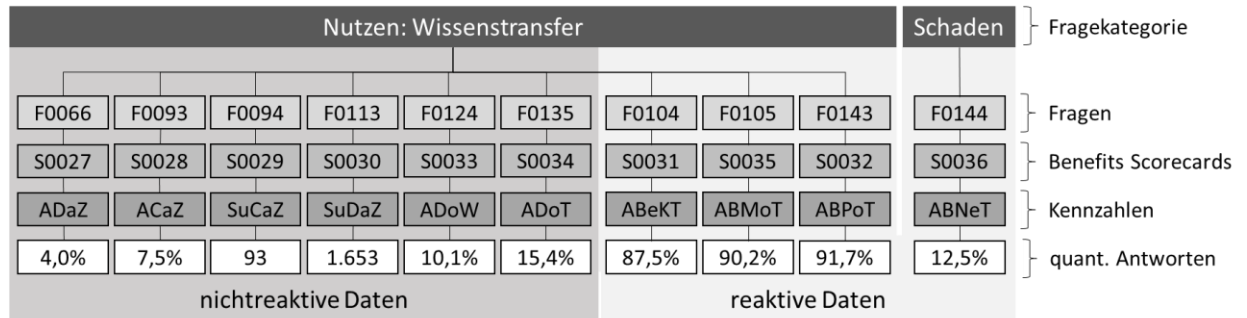 Nutzen: Wissenstransfer Schaden Fragekategorie
F0066 F0093 F0094 F0113 F0124 F0135 F0104 F0105 F0143 F0144 Fragen
S0027 S0028 S0029 S0030 S0033 S0034 S0031 S0035 S0032 S0036 Benefits Scorecards
ADaZ ACaZ SuCaZ SuDaZ ADoW ADoT ABeKT ABMoT ABPoT ABNeT Kennzahlen
4,0% 7,5% 93 1.653 10,1% 15,4% 87,5% 90,2% 91,7% 12,5% quant. Antworten
nichtreaktive Daten reaktive Daten